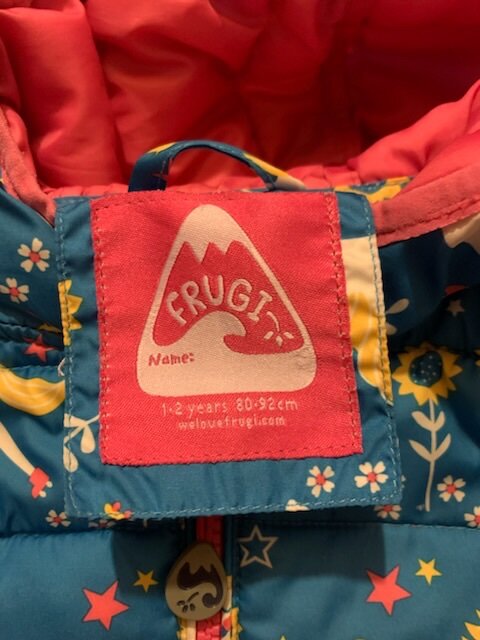 FRUGI
Name:
1-2 years 80-92cm
welovefrugi.com